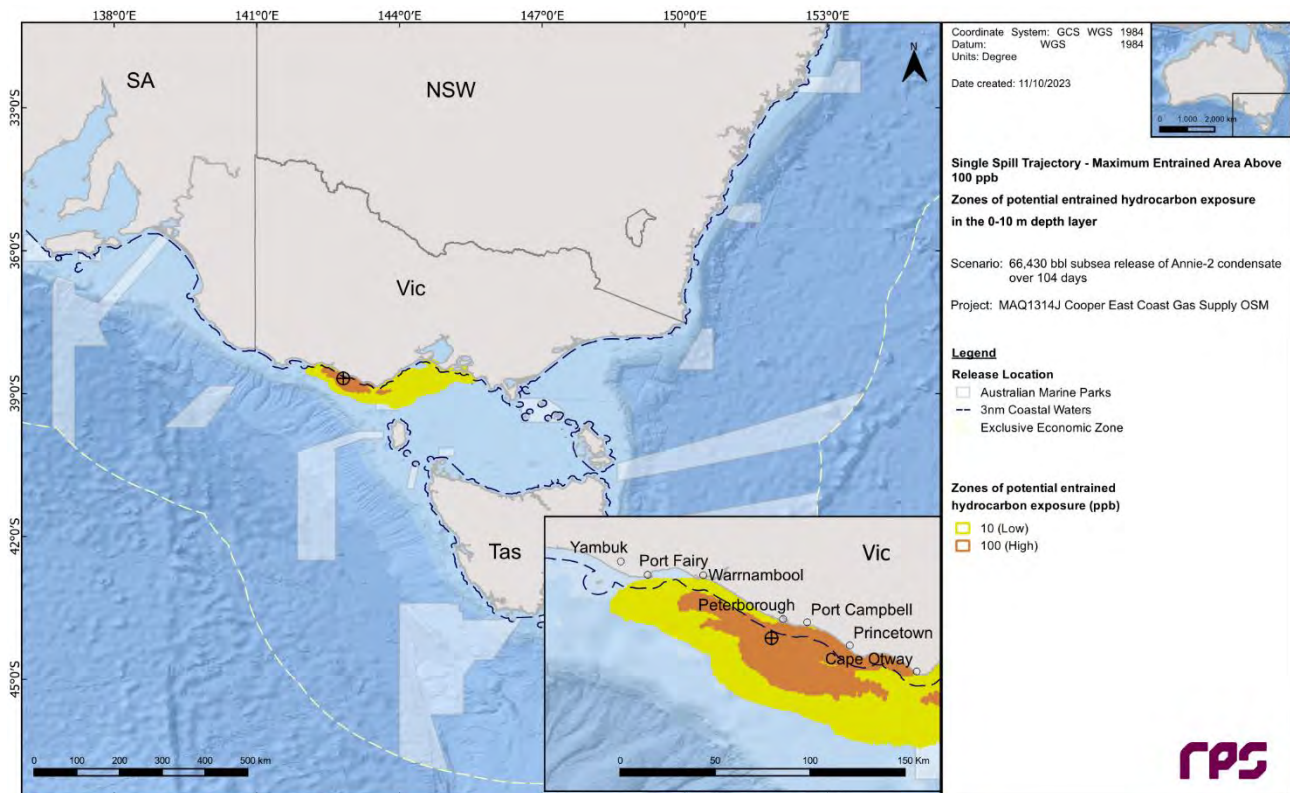 138°0'E 141°0'E 144°0'E 147°0'E 150°0'E 153°0'E
33°0'S
36°0'S
39°0'S
42°0'S
45°0'S
SA
NSW
Vic
Tas
N
0 100 200 300 400 500 km
Yambuk
Port Fairy
Warrnambool
Vic
Peterborough
Port Campbell
Princetown
Cape Otway
0 50 100 150 Km
Coordinate System: GCS WGS 1984
Datum: WGS 1984
Units: Degree
Date created: 11/10/2023
0 1,000 2,000 km
Single Spill Trajectory - Maximum Entrained Area Above
100 ppb
Zones of potential entrained hydrocarbon exposure
in the 0-10 m depth layer
Scenario: 66,430 bbl subsea release of Annie-2 condensate
over 104 days
Project: MAQ1314J Cooper East Coast Gas Supply OSM
Legend
Release Location
Australian Marine Parks
3nm Coastal Waters
Exclusive Economic Zone
Zones of potential entrained
hydrocarbon exposure (ppb)
10 (Low)
100 (High)
rps